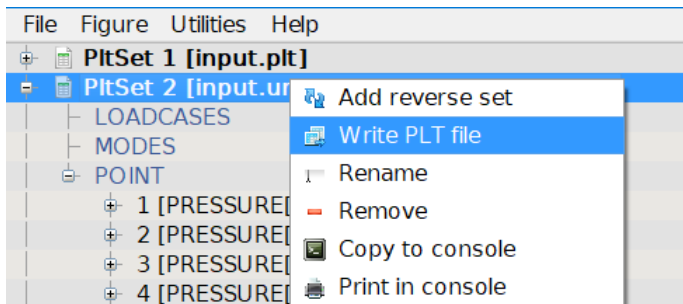 File Figure Utilities Help
PltSet 1 [input.plt]
PltSet 2 [input.
Add reverse set
LOADCASES
Write PLT file
MODES
POINT
Rename
1 [PRESSURE[
Remove
2 [PRESSURE[
Copy to console
3 [PRESSURE[
Print in console
4 [PRESSURE[